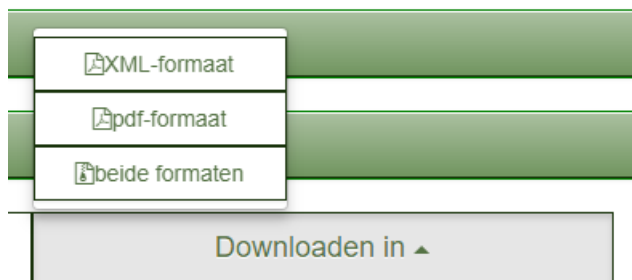 XML-formaat
pdf-formaat
beide formaten
Downloaden in